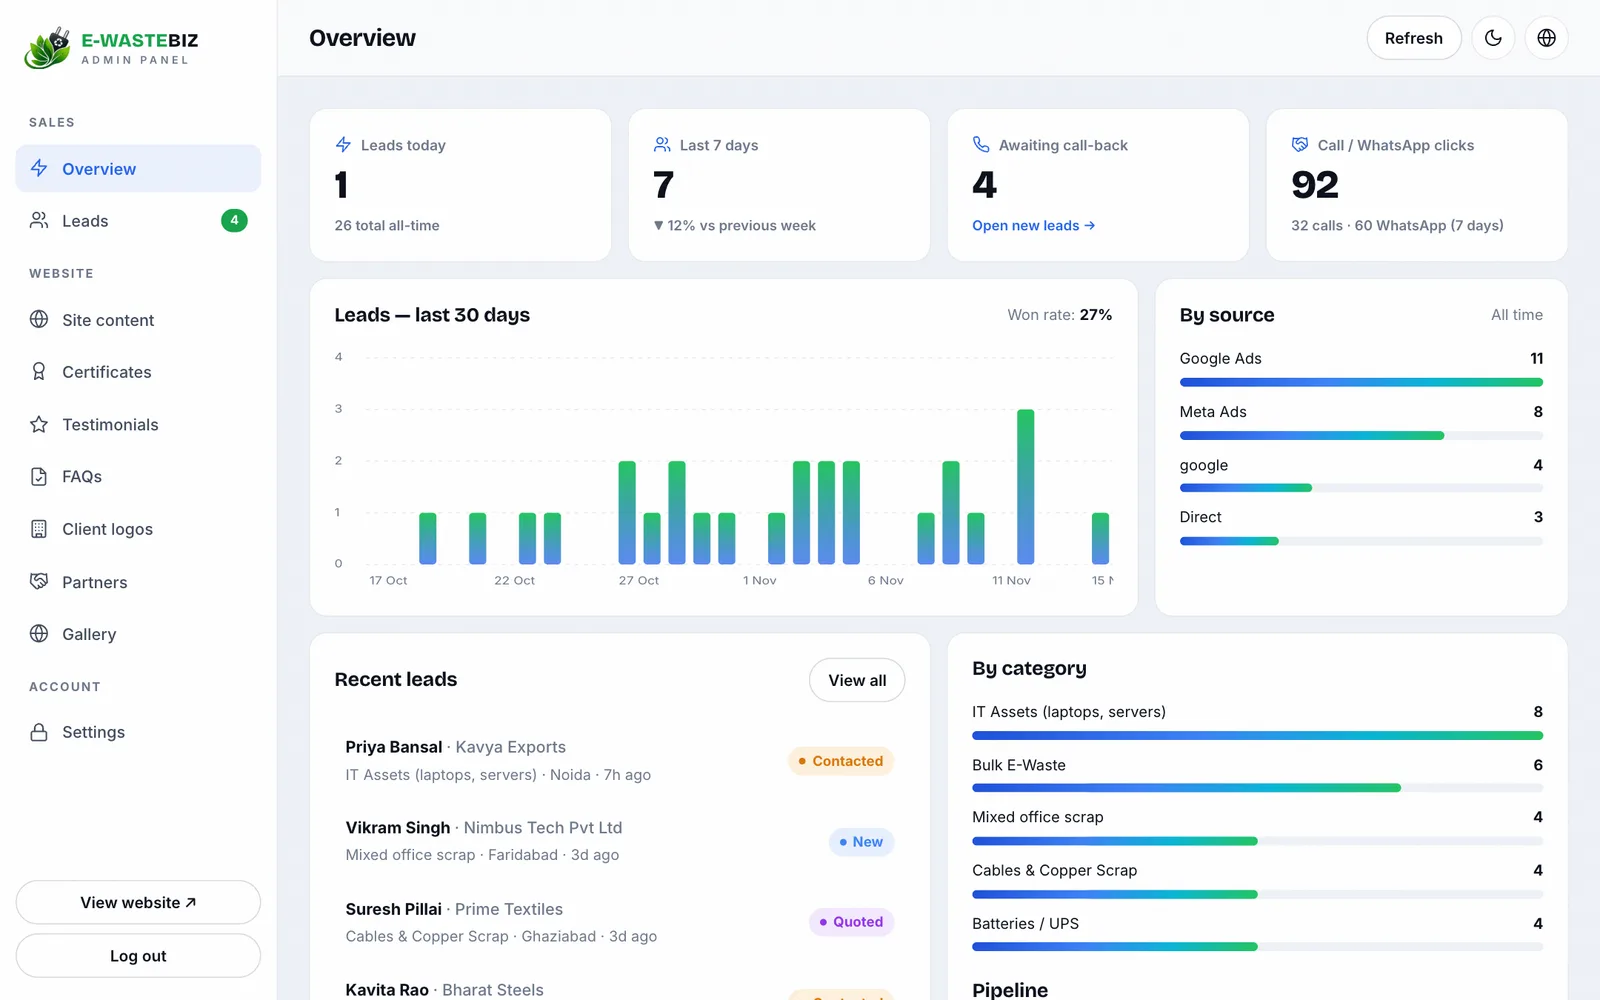 E-WASTEBIZ
ADMIN PANEL
SALES
Overview
Leads 4
WEBSITE
Site content
Certificates
Testimonials
FAQs
Client logos
Partners
Gallery
ACCOUNT
Settings
View website ↗
Log out
Overview
Refresh
Leads today
1
26 total all-time
Last 7 days
7
▼ 12% vs previous week
Awaiting call-back
4
Open new leads →
Call / WhatsApp clicks
92
32 calls · 60 WhatsApp (7 days)
Leads — last 30 days
Won rate: 27%
4
3
2
1
0
17 Oct 22 Oct 27 Oct 1 Nov 6 Nov 11 Nov 15
By source
All time
Google Ads 11
Meta Ads 8
google 4
Direct 3
Recent leads
View all
Priya Bansal · Kavya Exports
IT Assets (laptops, servers) · Noida · 7h ago
Contacted
Vikram Singh · Nimbus Tech Pvt Ltd
Mixed office scrap · Faridabad · 3d ago
New
Suresh Pillai · Prime Textiles
Cables & Copper Scrap · Ghaziabad · 3d ago
Quoted
Kavita Rao · Bharat Steels
By category
IT Assets (laptops, servers) 8
Bulk E-Waste 6
Mixed office scrap 4
Cables & Copper Scrap 4
Batteries / UPS 4
Pipeline